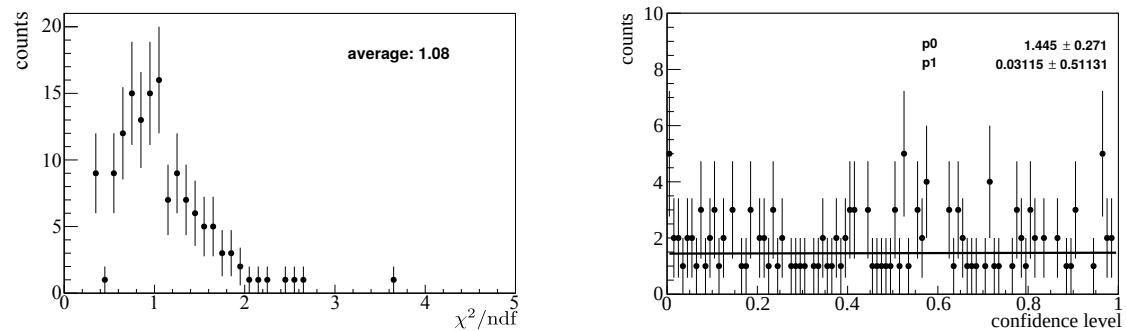 counts
20
15
10
5
0
average: 1.08
0 1 2 3 4 5
χ²/ndf
counts
10
8
6
4
2
0
p0 1.445 ± 0.271
p1 0.03115 ± 0.51131
0 0.2 0.4 0.6 0.8 1
confidence level